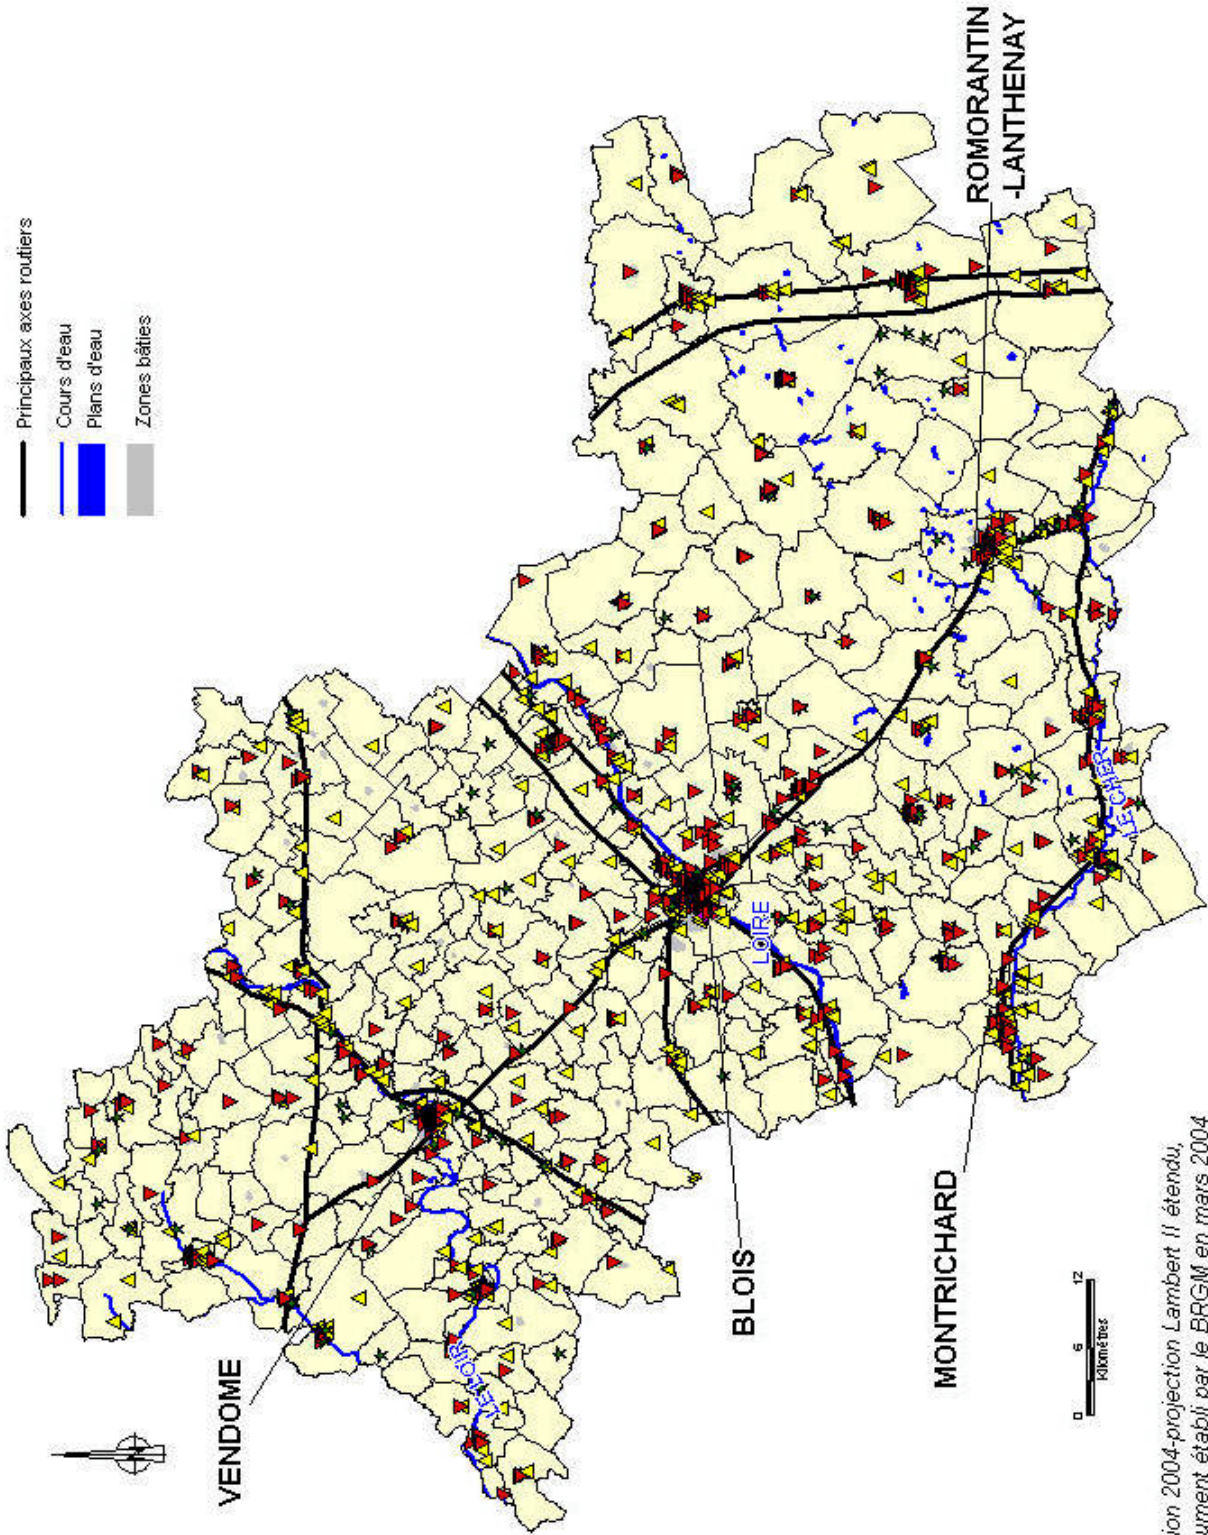 Principaux axes routiers
Cours d'eau
Plans d'eau
Zones bâties
VENDOME
BLOIS
MONTRICHARD
ROMORANTIN
-LANTHENAY
LE LOIR
LOIRE
LE CHER
0 6 12
kilomètres
ion 2004-projection Lambert II étendu,
ument établi par le BRGM en mars 2004